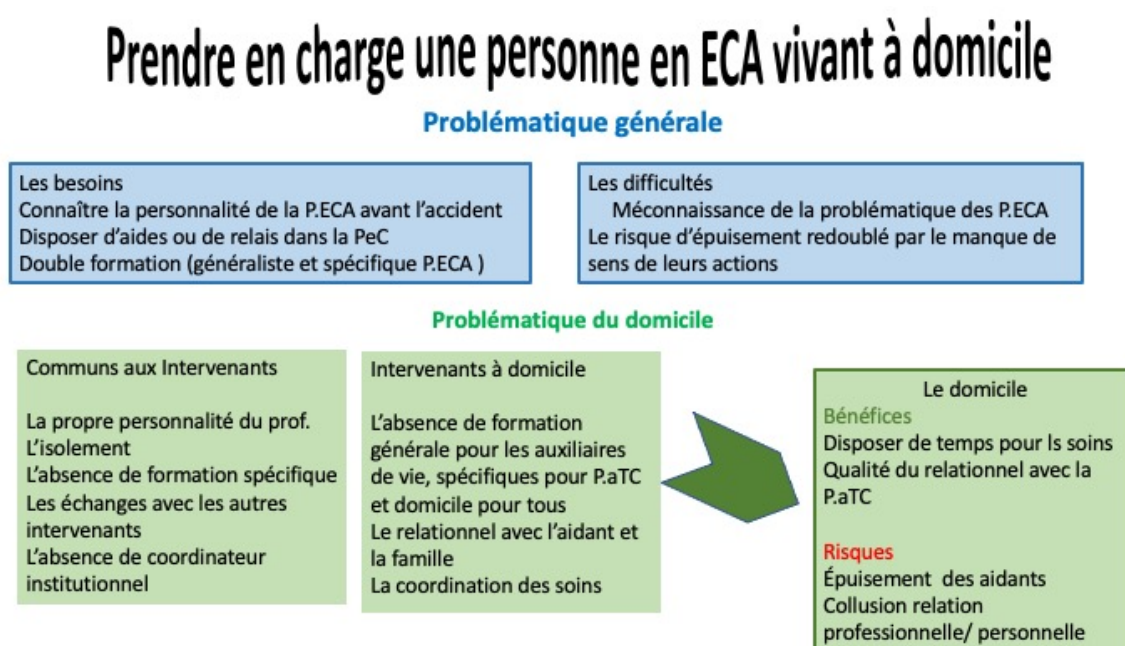 Prendre en charge une personne en ECA vivant à domicile
Problématique générale
Les besoins
Connaître la personnalité de la P.ECA avant l'accident
Disposer d'aides ou de relais dans la PeC
Double formation (généraliste et spécifique P.ECA )
Les difficultés
Méconnaissance de la problématique des P.ECA
Le risque d'épuisement redoublé par le manque de
sens de leurs actions
Problématique du domicile
Communs aux Intervenants
La propre personnalité du prof.
L'isolement
L'absence de formation spécifique
Les échanges avec les autres
intervenants
L'absence de coordinateur
institutionnel
Intervenants à domicile
L'absence de formation
générale pour les auxiliaires
de vie, spécifiques pour P.aTC
et domicile pour tous
Le relationnel avec l'aidant et
la famille
La coordination des soins
Le domicile
Bénéfices
Disposer de temps pour ls soins
Qualité du relationnel avec la
P.aTC
Risques
Épuisement des aidants
Collusion relation
professionnelle/ personnelle